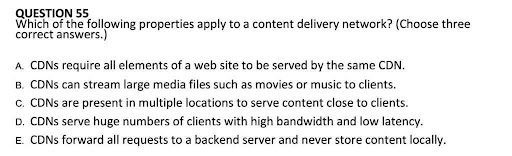 QUESTION 55
Which of the following properties apply to a content delivery network? (Choose three
correct answers.)
A. CDNs require all elements of a web site to be served by the same CDN.
B. CDNs can stream large media files such as movies or music to clients.
C. CDNs are present in multiple locations to serve content close to clients.
D. CDNs serve huge numbers of clients with high bandwidth and low latency.
E. CDNs forward all requests to a backend server and never store content locally.